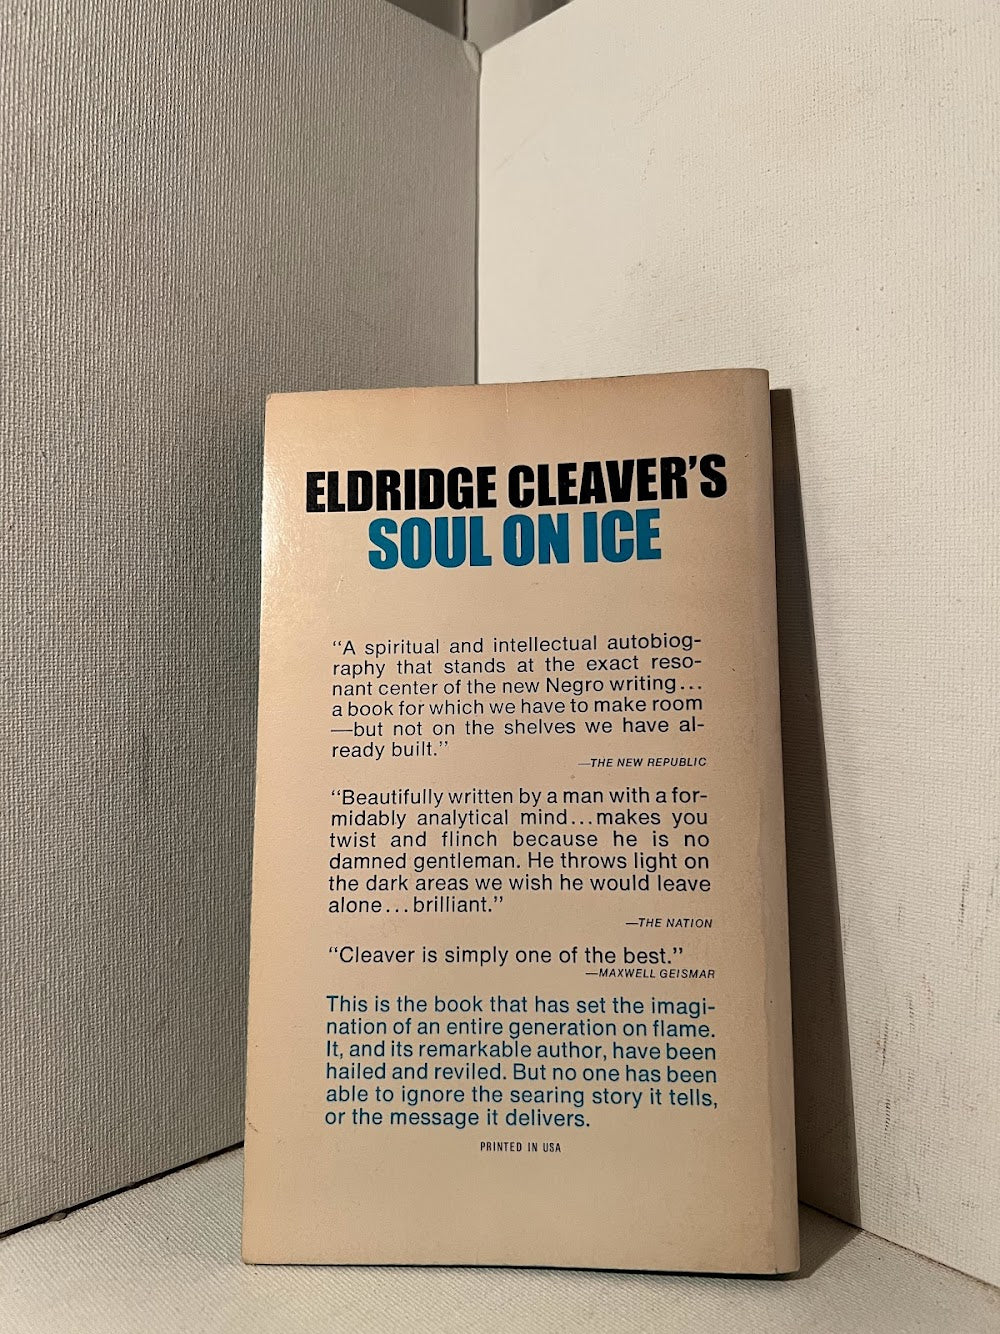 ELDRIDGE CLEAVER'S
SOUL ON ICE
“A spiritual and intellectual autobiog-
raphy that stands at the exact reso-
nant center of the new Negro writing...
a book for which we have to make room
—but not on the shelves we have al-
ready built.”
—THE NEW REPUBLIC
“Beautifully written by a man with a for-
midably analytical mind...makes you
twist and flinch because he is no
damned gentleman. He throws light on
the dark areas we wish he would leave
alone...brilliant.”
—THE NATION
“Cleaver is simply one of the best.”
—MAXWELL GEISMAR
This is the book that has set the imagi-
nation of an entire generation on flame.
It, and its remarkable author, have been
hailed and reviled. But no one has been
able to ignore the searing story it tells,
or the message it delivers.
PRINTED IN USA